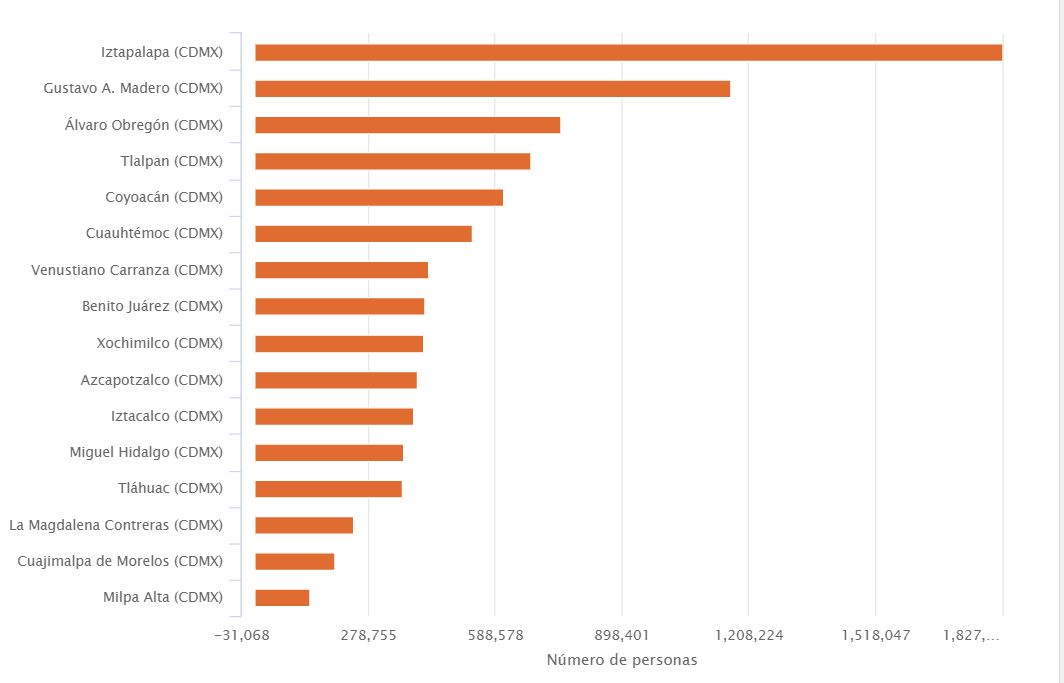 Iztapalapa (CDMX)
Gustavo A. Madero (CDMX)
Álvaro Obregón (CDMX)
Tlalpan (CDMX)
Coyoacán (CDMX)
Cuauhtémoc (CDMX)
Venustiano Carranza (CDMX)
Benito Juárez (CDMX)
Xochimilco (CDMX)
Azcapotzalco (CDMX)
Iztacalco (CDMX)
Miguel Hidalgo (CDMX)
Tláhuac (CDMX)
La Magdalena Contreras (CDMX)
Cuajimalpa de Morelos (CDMX)
Milpa Alta (CDMX)
−31,068 278,755 588,578 898,401 1,208,224 1,518,047 1,827,…
Número de personas